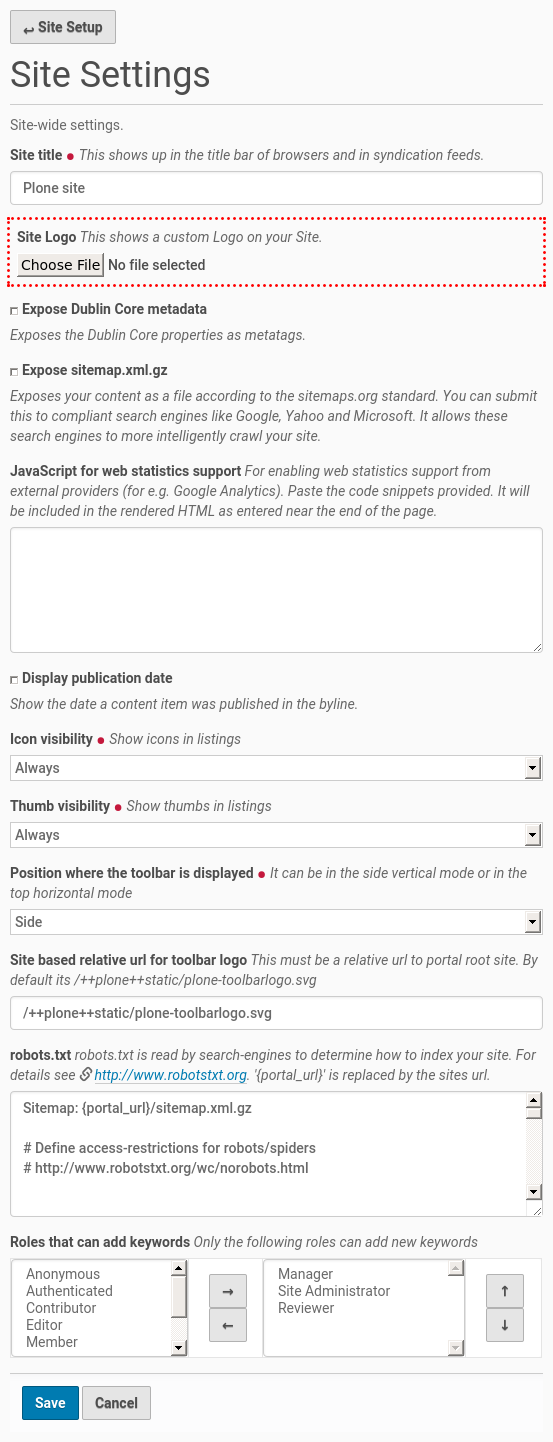 Site Setup
Site Settings
Site-wide settings.
Site title • This shows up in the title bar of browsers and in syndication feeds.
Plone site
Site Logo This shows a custom Logo on your Site.
Choose File No file selected
Expose Dublin Core metadata
Exposes the Dublin Core properties as metatags.
Expose sitemap.xml.gz
Exposes your content as a file according to the sitemaps.org standard. You can submit
this to compliant search engines like Google, Yahoo and Microsoft. It allows these
search engines to more intelligently crawl your site.
JavaScript for web statistics support For enabling web statistics support from
external providers (for e.g. Google Analytics). Paste the code snippets provided. It will
be included in the rendered HTML as entered near the end of the page.
Display publication date
Show the date a content item was published in the byline.
Icon visibility • Show icons in listings
Always
Thumb visibility • Show thumbs in listings
Always
Position where the toolbar is displayed • It can be in the side vertical mode or in the
top horizontal mode
Side
Site based relative url for toolbar logo This must be a relative url to portal root site. By
default its /++plone++static/plone-toolbarlogo.svg
/++plone++static/plone-toolbarlogo.svg
robots.txt robots.txt is read by search-engines to determine how to index your site. For
details see http://www.robotstxt.org. '{portal_url}' is replaced by the sites url.
Sitemap: {portal_url}/sitemap.xml.gz
# Define access-restrictions for robots/spiders
# http://www.robotstxt.org/wc/norobots.html
Roles that can add keywords Only the following roles can add new keywords
Anonymous
Authenticated
Contributor
Editor
Member
→
←
Manager
Site Administrator
Reviewer
↑
↓
Save Cancel